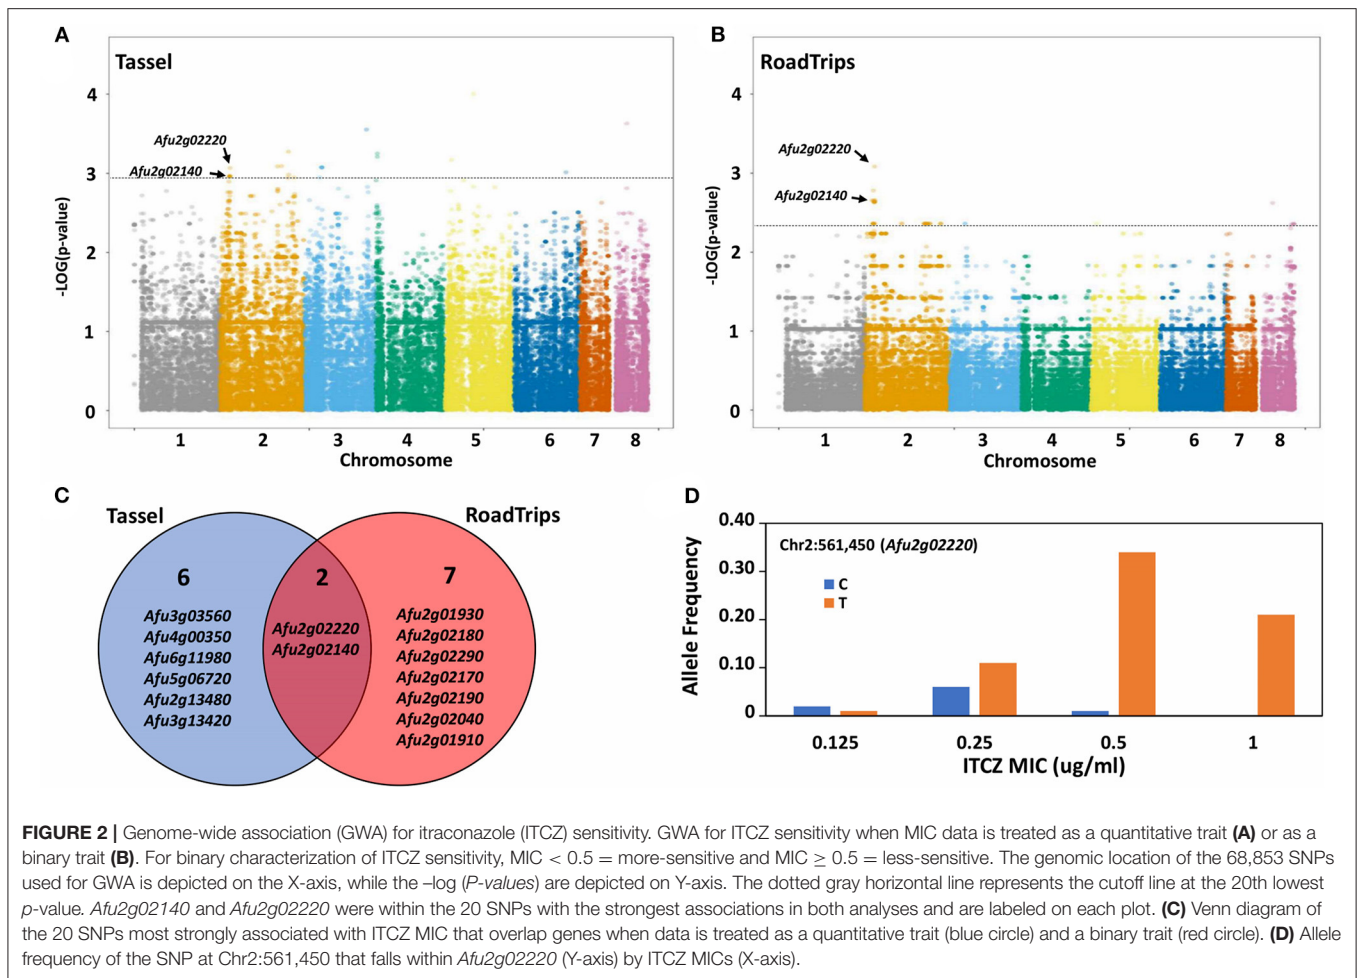 A
Tassel
4
3
2
1
0
-LOG(p-value)
Afu2g02220
Afu2g02140
1 2 3 4 5 6 7 8
Chromosome
B
RoadTrips
4
3
2
1
0
-LOG(p-value)
Afu2g02220
Afu2g02140
1 2 3 4 5 6 7 8
Chromosome
C
Tassel
RoadTrips
6
Afu3g03560
Afu4g00350
Afu6g11980
Afu5g06720
Afu2g13480
Afu3g13420
2
Afu2g02220
Afu2g02140
7
Afu2g01930
Afu2g02180
Afu2g02290
Afu2g02170
Afu2g02190
Afu2g02040
Afu2g01910
D
0.40
0.30
0.20
0.10
0
Allele Frequency
Chr2:561,450 (Afu2g02220)
C
T
0.125 0.25 0.5 1
ITCZ MIC (ug/ml)
FIGURE 2 | Genome-wide association (GWA) for itraconazole (ITCZ) sensitivity. GWA for ITCZ sensitivity when MIC data is treated as a quantitative trait (A) or as a
binary trait (B). For binary characterization of ITCZ sensitivity, MIC < 0.5 = more-sensitive and MIC ≥ 0.5 = less-sensitive. The genomic location of the 68,853 SNPs
used for GWA is depicted on the X-axis, while the –log (P-values) are depicted on Y-axis. The dotted gray horizontal line represents the cutoff line at the 20th lowest
p-value. Afu2g02140 and Afu2g02220 were within the 20 SNPs with the strongest associations in both analyses and are labeled on each plot. (C) Venn diagram of
the 20 SNPs most strongly associated with ITCZ MIC that overlap genes when data is treated as a quantitative trait (blue circle) and a binary trait (red circle). (D) Allele
frequency of the SNP at Chr2:561,450 that falls within Afu2g02220 (Y-axis) by ITCZ MICs (X-axis).